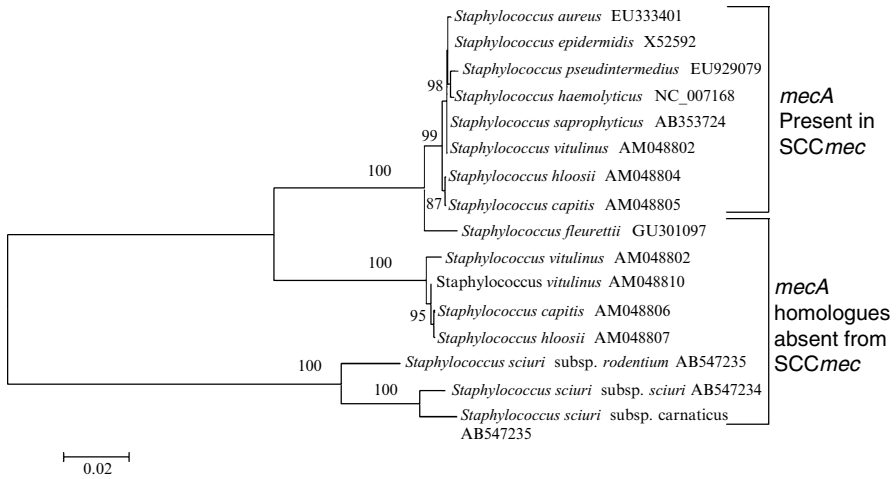 Staphylococcus aureus EU333401
Staphylococcus epidermidis X52592
Staphylococcus pseudintermedius EU929079
98
Staphylococcus haemolyticus NC_007168
Staphylococcus saprophyticus AB353724
99
Staphylococcus vitulinus AM048802
100
Staphylococcus hloosii AM048804
87
Staphylococcus capitis AM048805
Staphylococcus fleurettii GU301097
mecA
Present in
SCCmec
Staphylococcus vitulinus AM048802
100
Staphylococcus vitulinus AM048810
Staphylococcus capitis AM048806
95
Staphylococcus hloosii AM048807
100
Staphylococcus sciuri subsp. rodentium AB547235
100
Staphylococcus sciuri subsp. sciuri AB547234
Staphylococcus sciuri subsp. carnaticus
AB547235
mecA
homologues
absent from
SCCmec
0.02